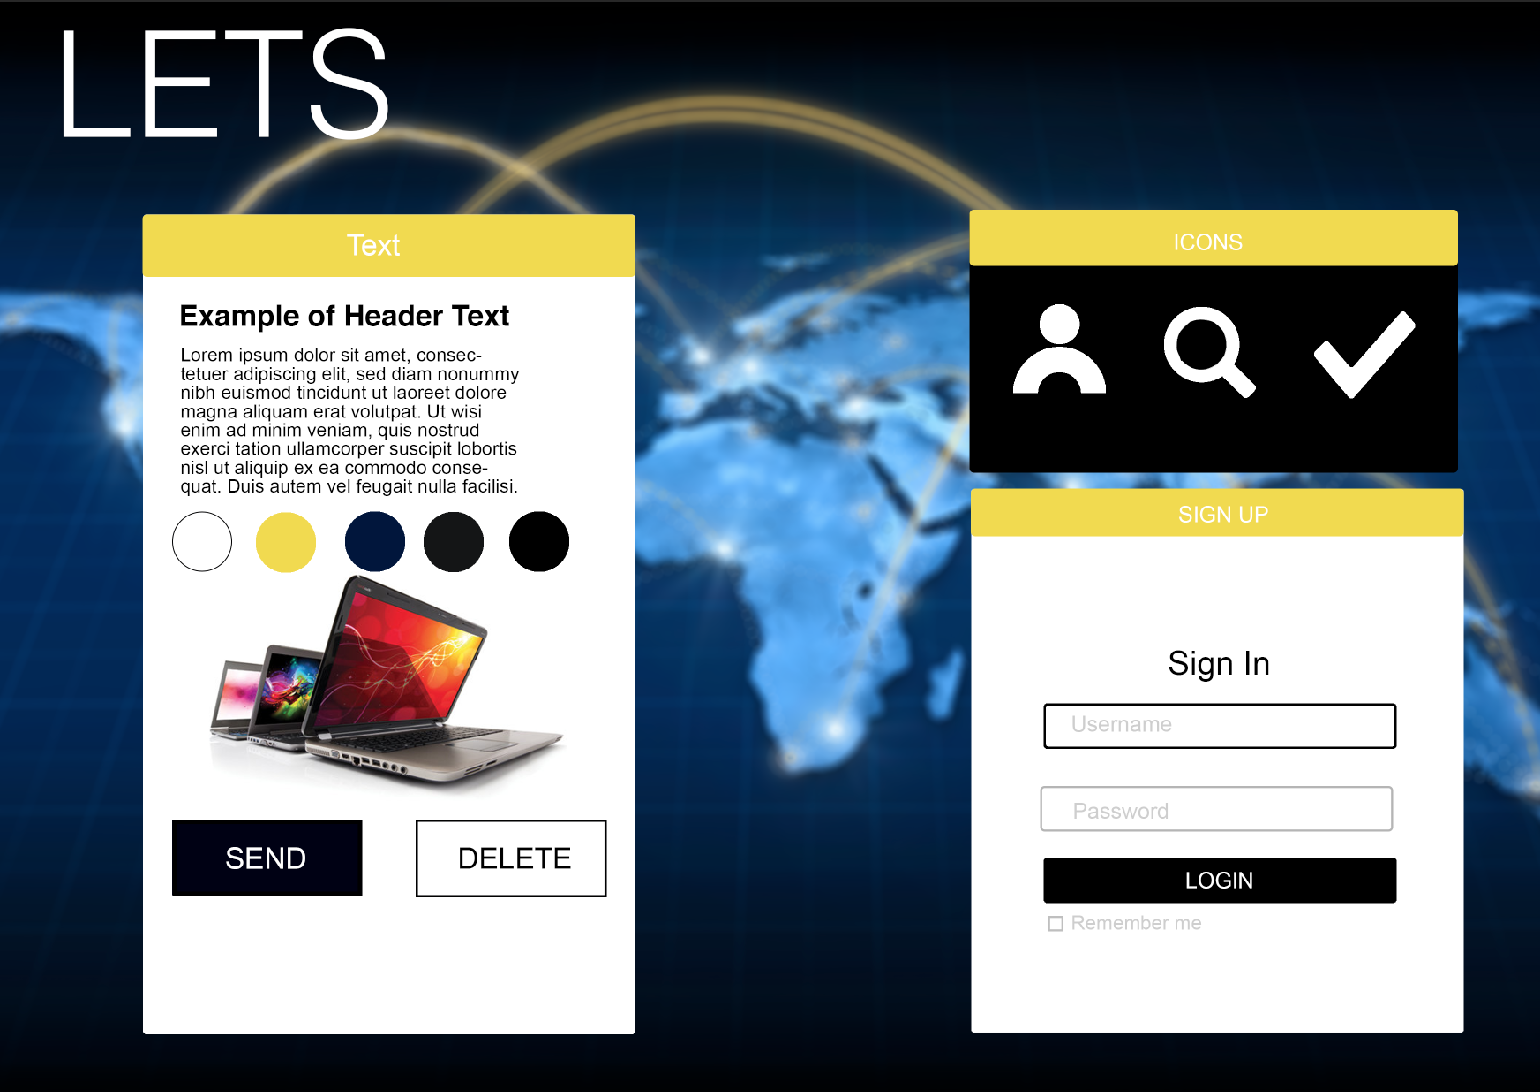 LETS
Text
Example of Header Text
Lorem ipsum dolor sit amet, consec-
tetuer adipiscing elit, sed diam nonummy
nibh euismod tincidunt ut laoreet dolore
magna aliquam erat volutpat. Ut wisi
enim ad minim veniam, quis nostrud
exerci tation ullamcorper suscipit lobortis
nisl ut aliquip ex ea commodo conse-
quat. Duis autem vel feugait nulla facilisi.
SEND
DELETE
ICONS
SIGN UP
Sign In
Username
Password
LOGIN
Remember me